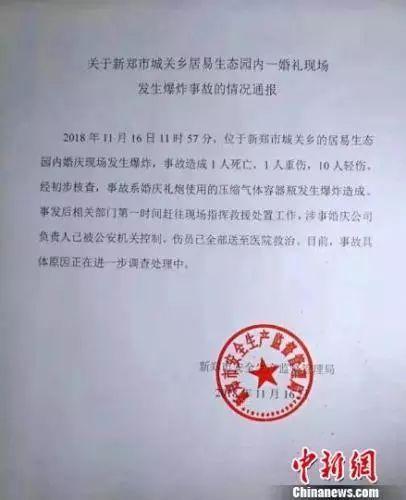 关于新郑市城关乡居易生态园内一婚礼现场
发生爆炸事故的情况通报
2018年11月16日11时57分，位于新郑市城关乡的居易生态
园内婚庆现场发生爆炸，事故造成1人死亡，1人重伤，10人轻伤。
经初步核查，事故系婚庆礼炮使用的压缩气体容器瓶发生爆炸造成。
事发后相关部门第一时间赶往现场指挥救援处置工作，涉事婚庆公司
负责人已被公安机关控制，伤员已全部送至医院救治。目前，事故具
体原因正在进一步调查处理中。
新郑市安全生产监督管理局
新郑市安全生产监督管理局
2018年11月16
中新网
Chinanews.com